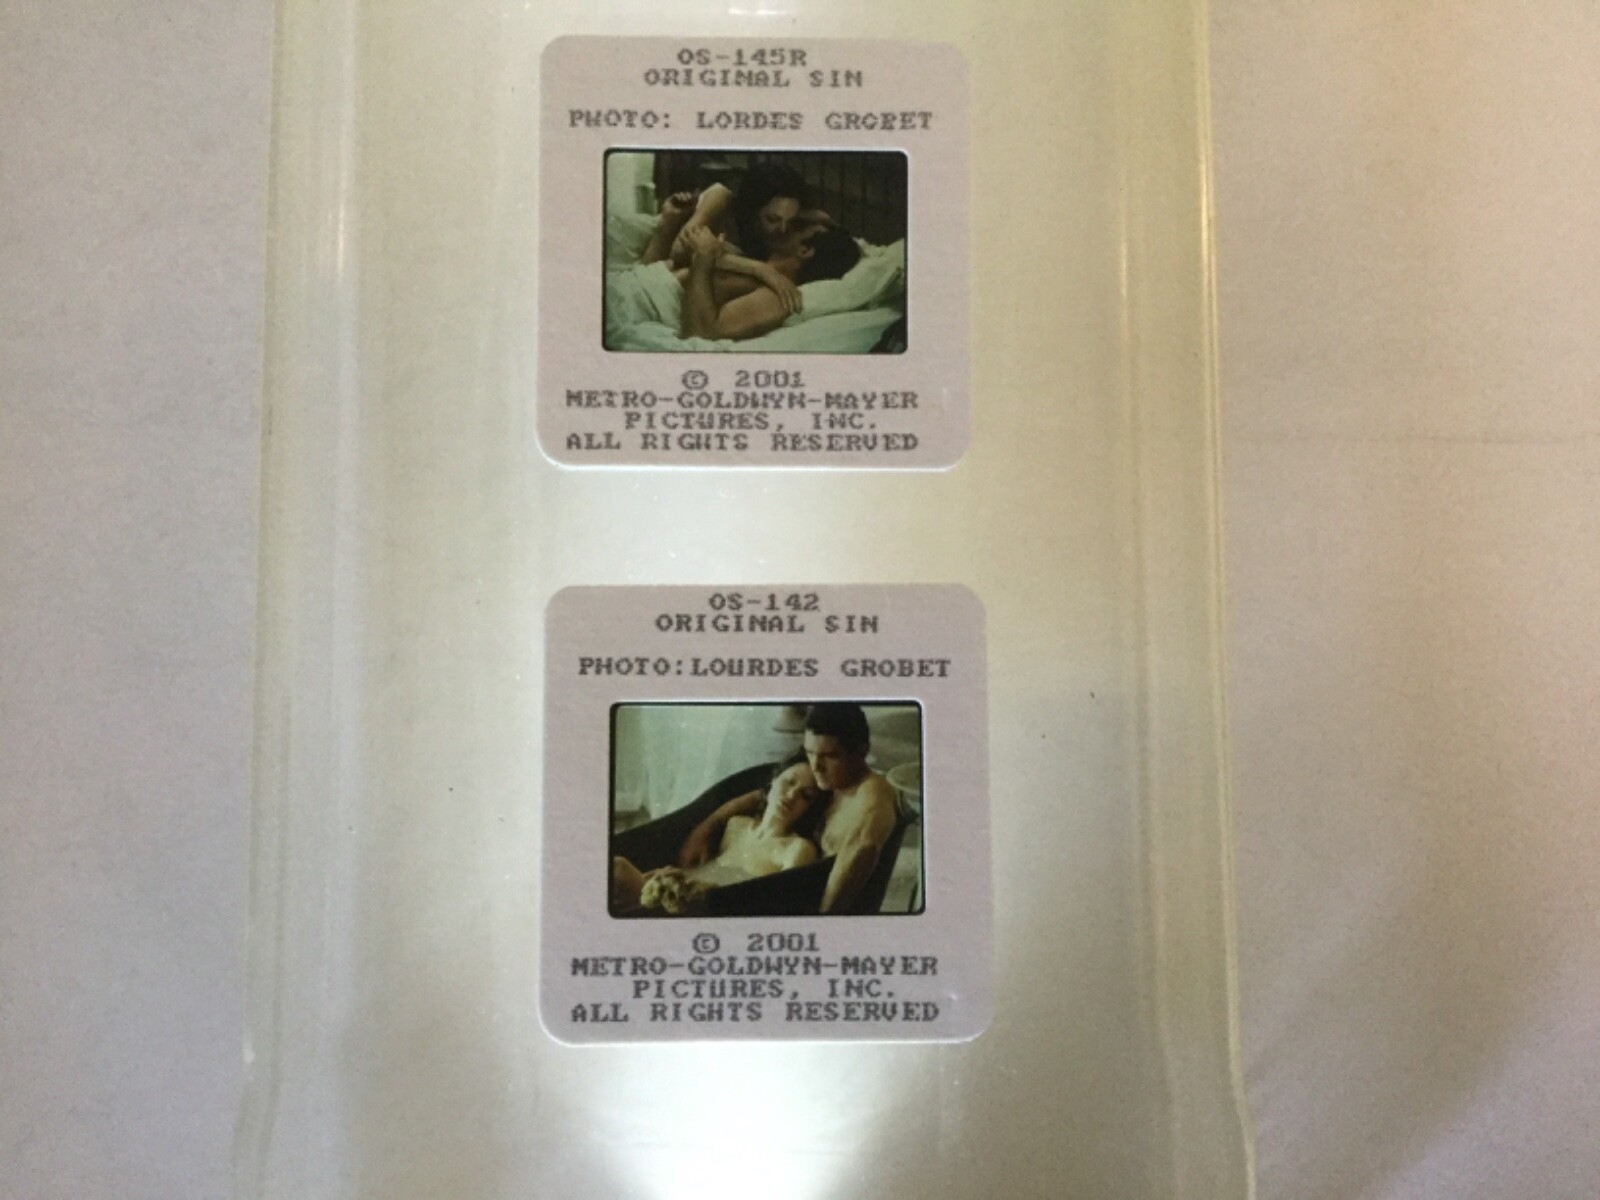 OS-145R
ORIGINAL SIN
PHOTO: LORDES GROBET
© 2001
METRO-GOLDWYN-MAYER
PICTURES, INC.
ALL RIGHTS RESERVED
OS-142
ORIGINAL SIN
PHOTO:LOURDES GROBET
© 2001
METRO-GOLDWYN-MAYER
PICTURES, INC.
ALL RIGHTS RESERVED